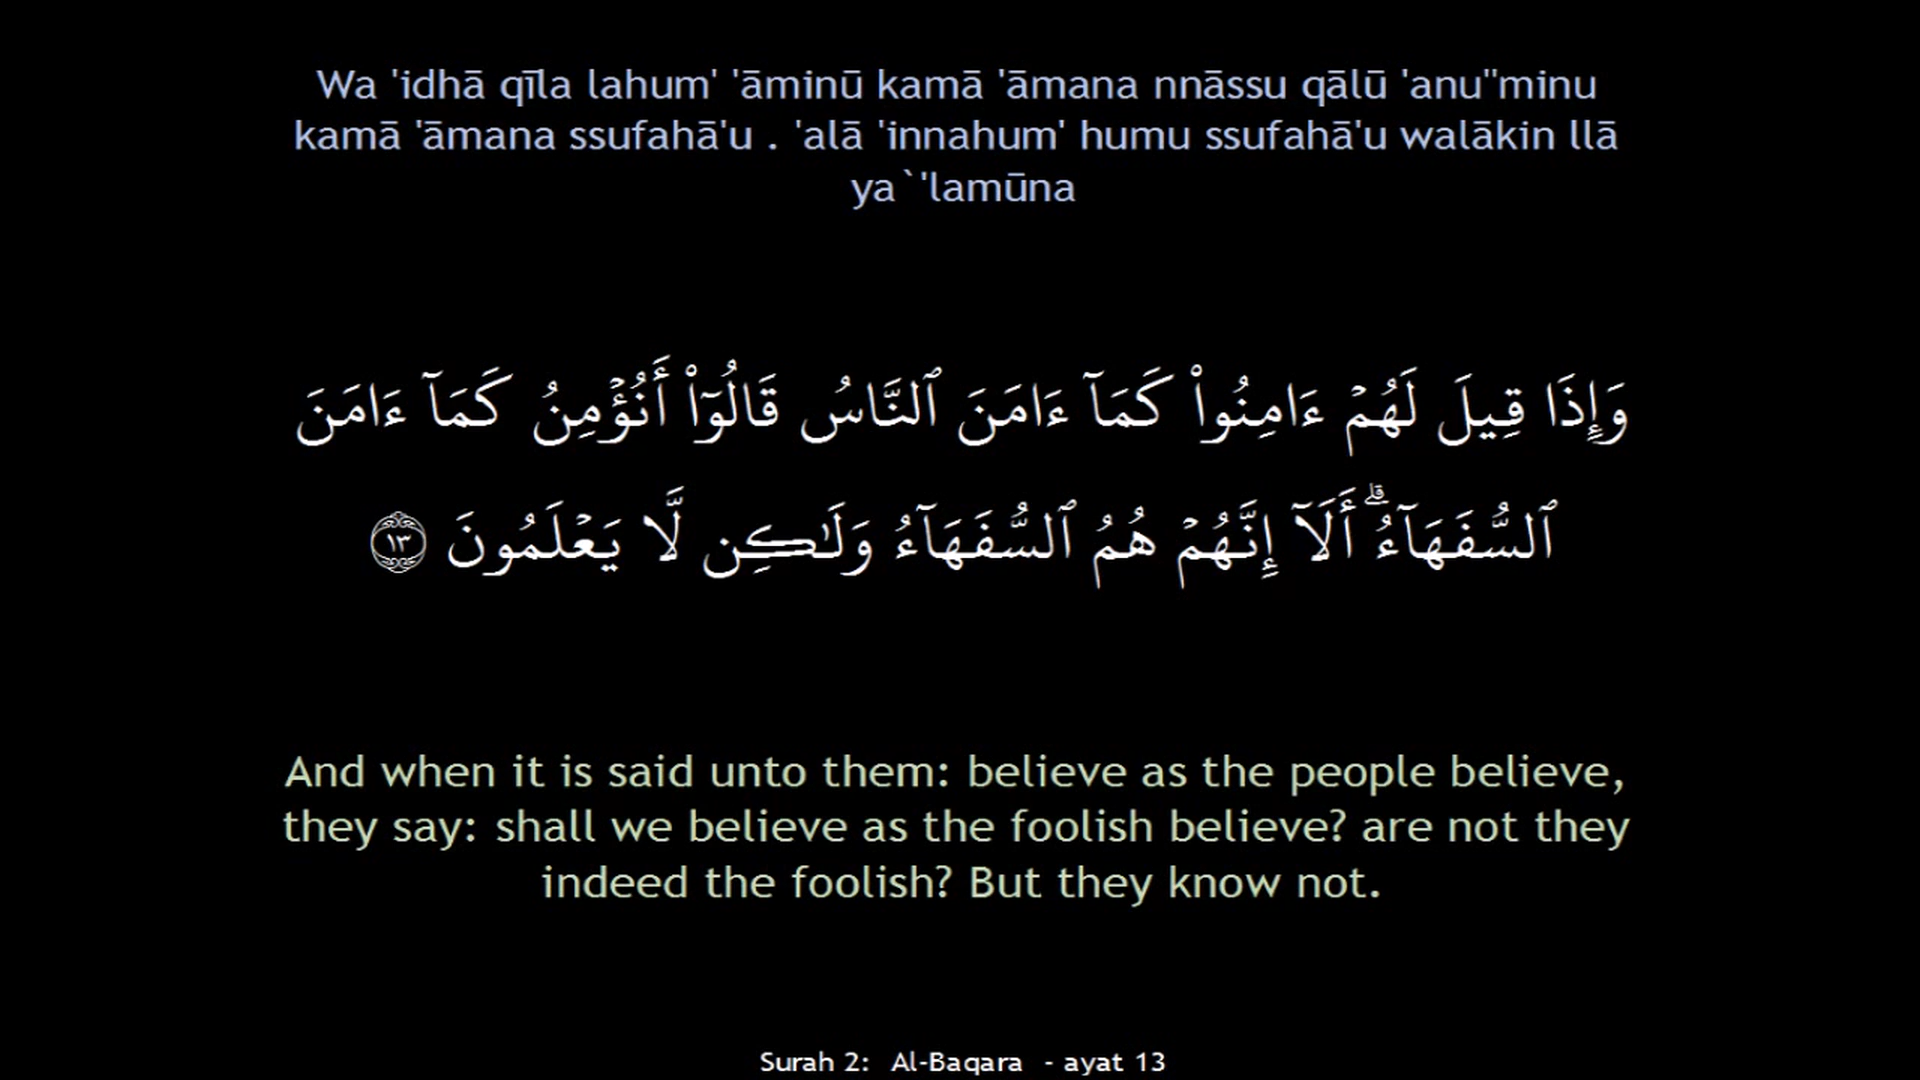 Wa 'idhā qīla lahum' 'āminū kamā 'āmana nnāssu qālū 'anu"minu
kamā 'āmana ssufahā'u . 'alā 'innahum' humu ssufahā'u walākin llā
ya`'lamūna
وَإِذَا قِيلَ لَهُمۡ ءَامِنُواْ كَمَآ ءَامَنَ ٱلنَّاسُ قَالُوٓاْ أَنُؤۡمِنُ كَمَآ ءَامَنَ
ٱلسُّفَهَآءُۗ أَلَآ إِنَّهُمۡ هُمُ ٱلسُّفَهَآءُ وَلَٰكِن لَّا يَعۡلَمُونَ ١٣
And when it is said unto them: believe as the people believe,
they say: shall we believe as the foolish believe? are not they
indeed the foolish? But they know not.
Surah 2: Al-Baqara - ayat 13